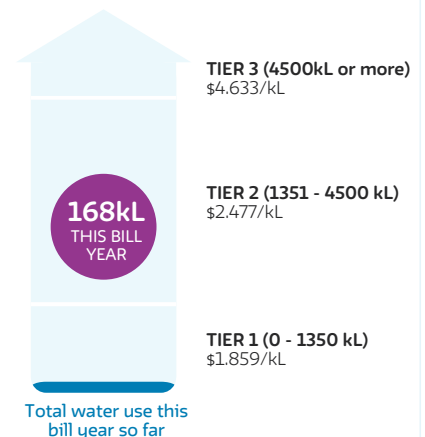 TIER 3 (4500kL or more)
$4.633/kL
TIER 2 (1351 - 4500 kL)
$2.477/kL
168kL
THIS BILL
YEAR
TIER 1 (0 - 1350 kL)
$1.859/kL
Total water use this
bill year so far